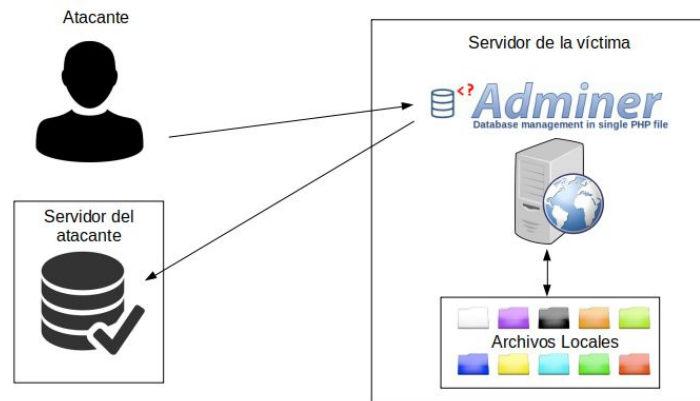 Atacante
Servidor de la víctima
<? Adminer
Database management in single PHP file
Servidor del
atacante
Archivos Locales